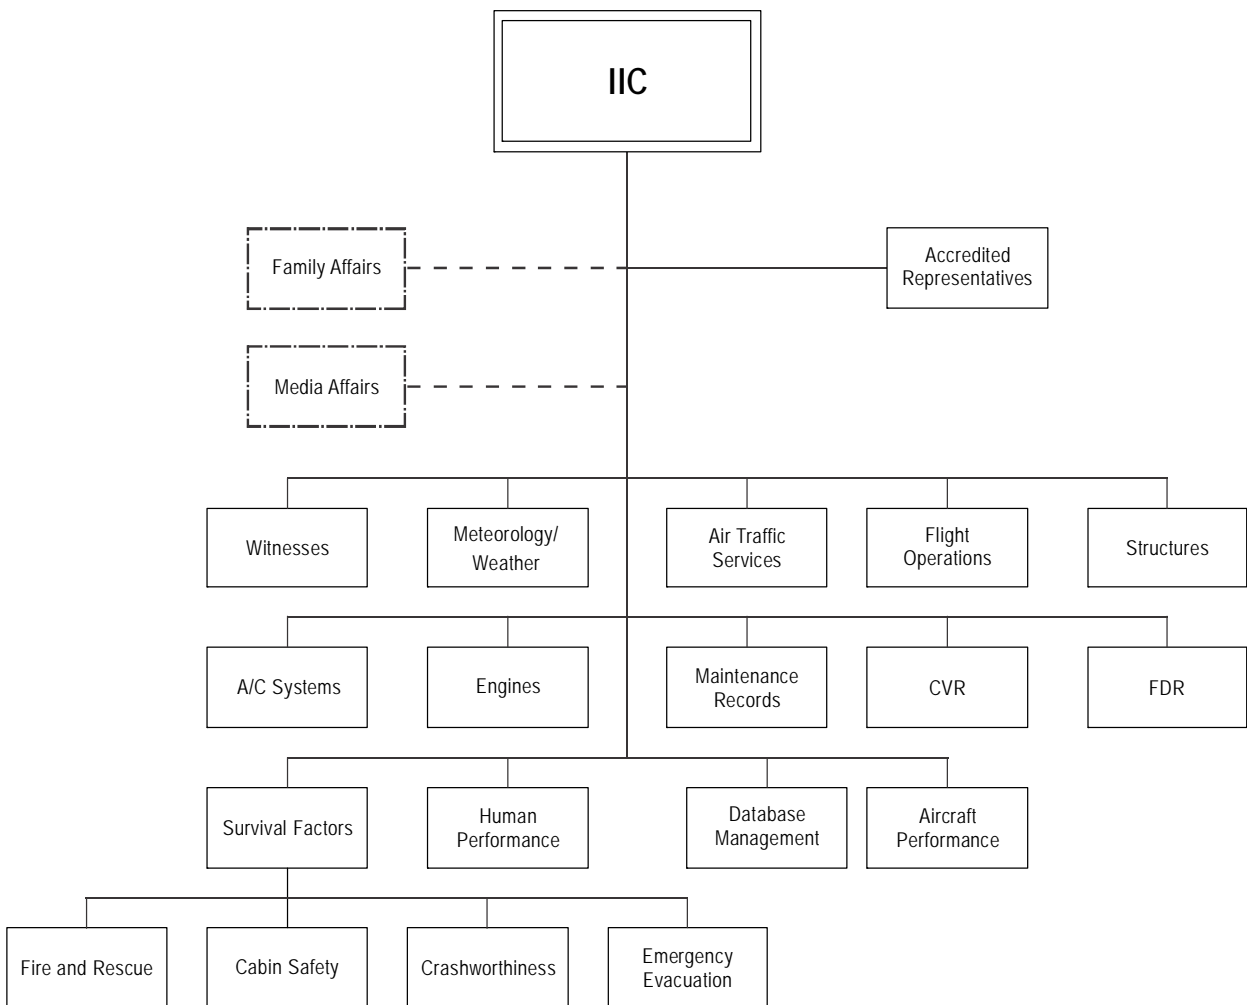 IIC
Family Affairs
Accredited
Representatives
Media Affairs
Witnesses
Meteorology/
Weather
Air Traffic
Services
Flight
Operations
Structures
A/C Systems
Engines
Maintenance
Records
CVR
FDR
Survival Factors
Human
Performance
Database
Management
Aircraft
Performance
Fire and Rescue
Cabin Safety
Crashworthiness
Emergency
Evacuation